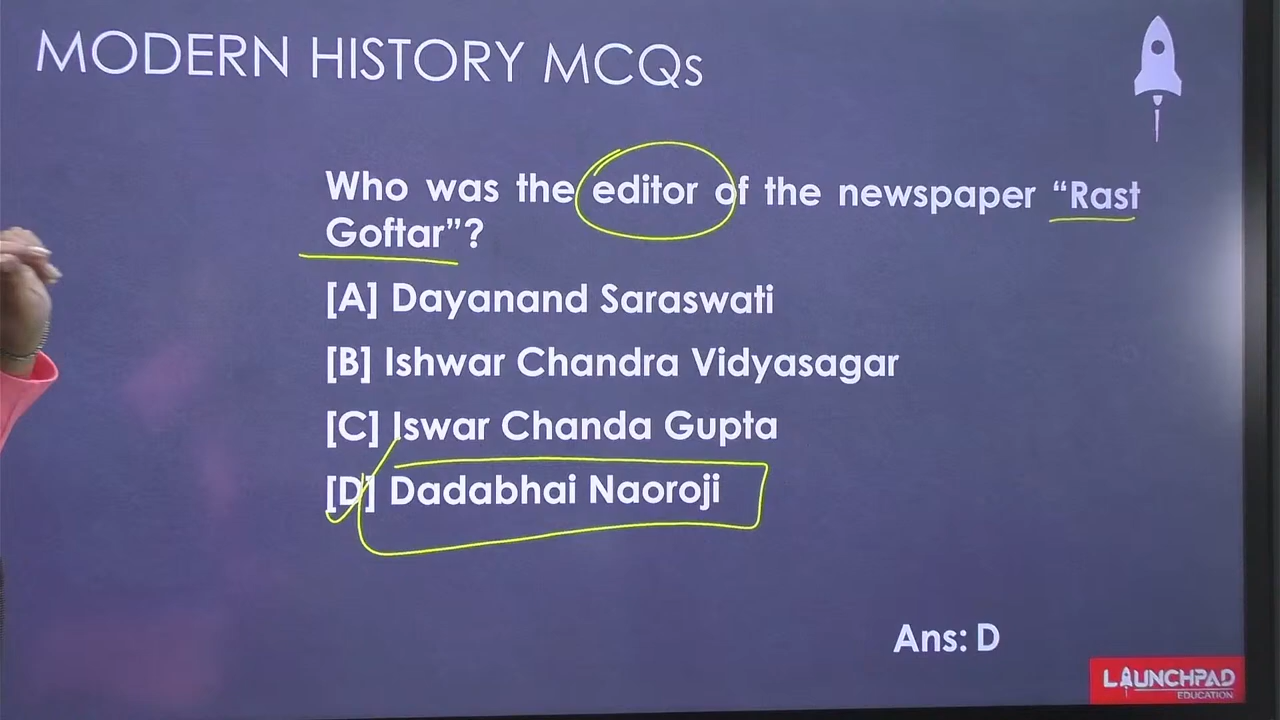 MODERN HISTORY MCQs
Who was the editor of the newspaper “Rast
Goftar”?
[A] Dayanand Saraswati
[B] Ishwar Chandra Vidyasagar
[C] Iswar Chanda Gupta
[D] Dadabhai Naoroji
Ans: D
LAUNCHPAD
EDUCATION